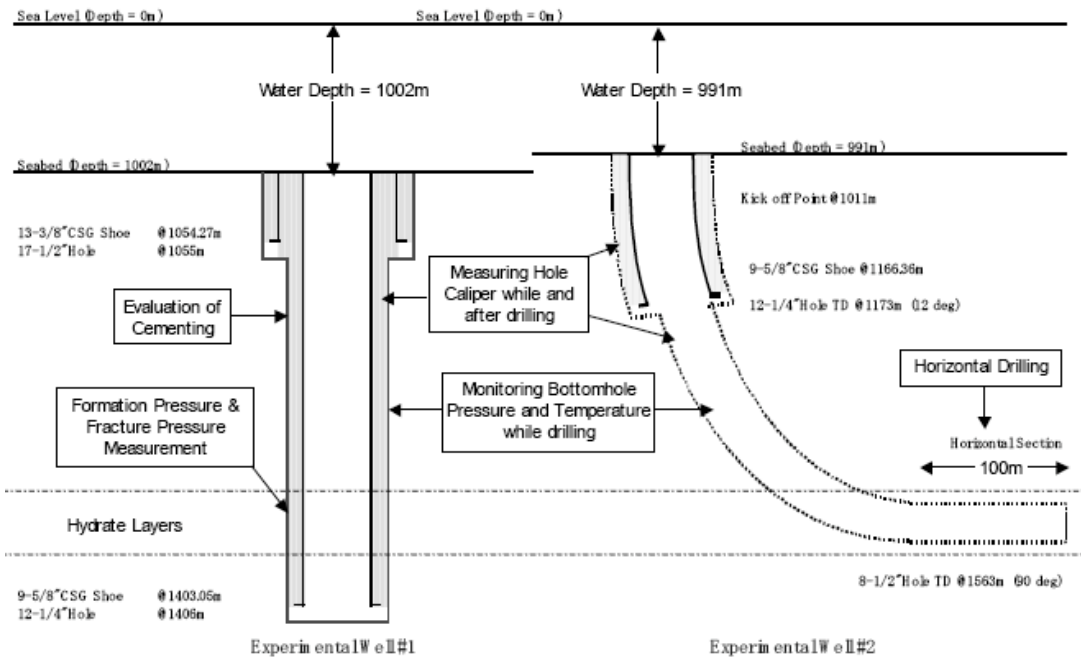 Sea Level (Depth = 0m)
Sea Level (Depth = 0m)
Water Depth = 1002m
Water Depth = 991m
Seabed (Depth = 1002m)
Seabed (Depth = 991m)
Kick off Point @1011m
13-3/8"CSG Shoe @1054.27m
17-1/2"Hole @1055m
Measuring Hole
Caliper while and
after drilling
9-5/8"CSG Shoe @1166.36m
12-1/4"Hole TD @1173m (12 deg)
Evaluation of
Cementing
Horizontal Drilling
Monitoring Bottomhole
Pressure and Temperature
while drilling
Formation Pressure &
Fracture Pressure
Measurement
Horizontal Section
100m
Hydrate Layers
8-1/2"Hole TD @1563m (90 deg)
9-5/8"CSG Shoe @1403.05m
12-1/4"Hole @1406m
Experimental Well#1
Experimental Well#2